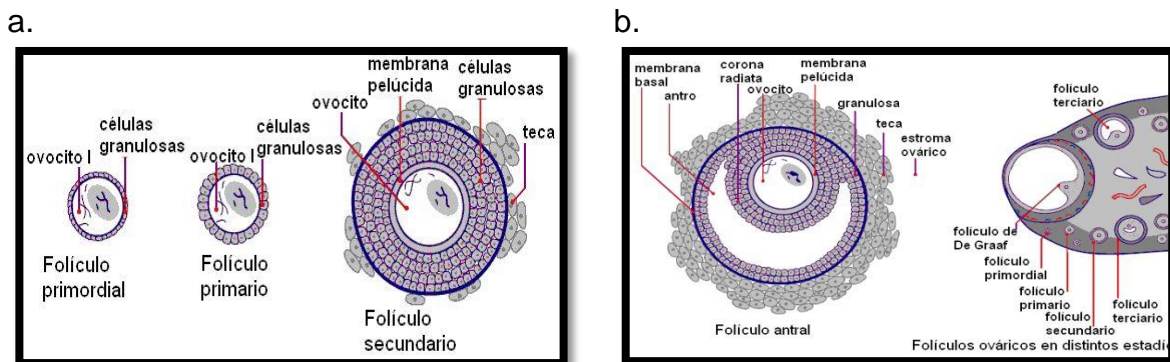 a.
ovocito I
células
granulosas
Folículo
primordial
ovocito I
células
granulosas
Folículo
primario
ovocito
membrana
pelúcida
células
granulosas
teca
Folículo
secundario
b.
membrana
basal
antro
corona
radiata
ovocito
membrana
pelúcida
granulosa
teca
estroma
ovárico
Folículo antral
folículo
terciario
folículo de
De Graaf
folículo
primordial
folículo
primario
folículo
secundario
folículo
terciario
Folículos ováricos en distintos estadí